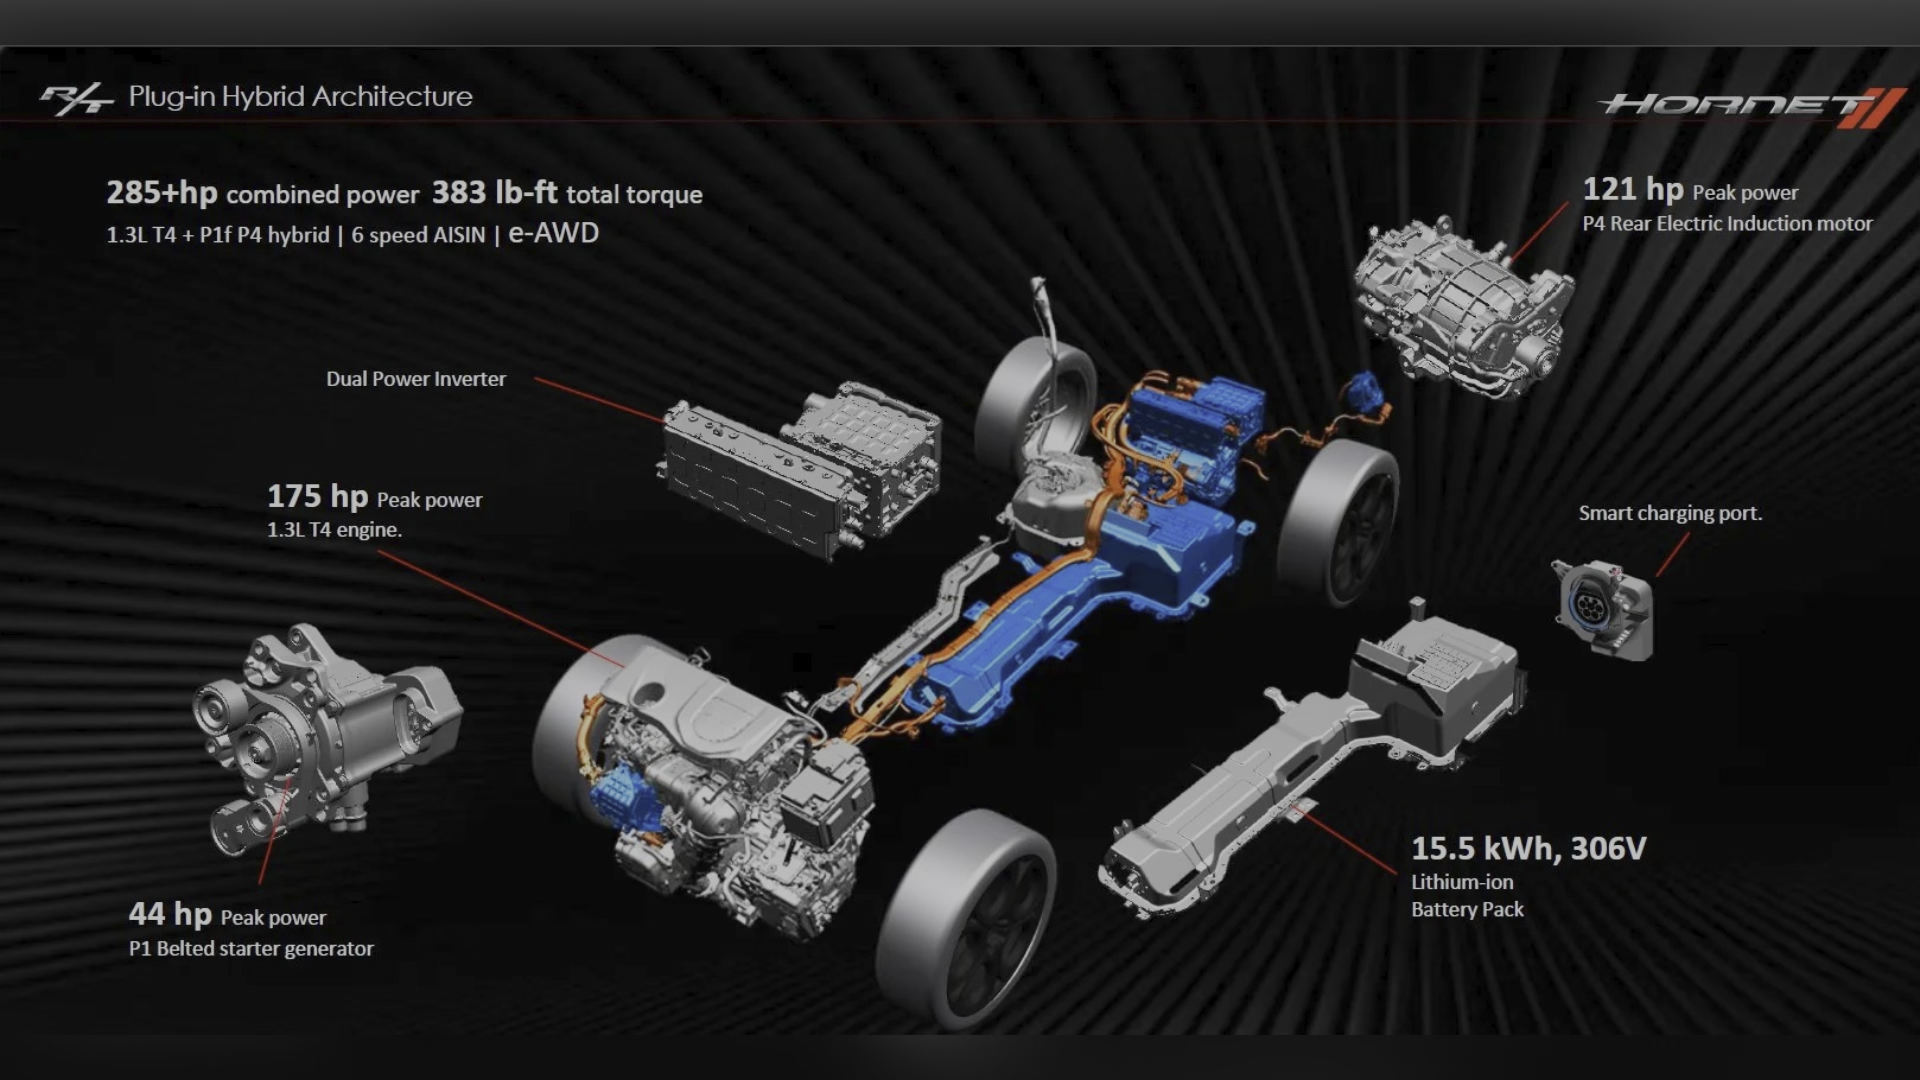 R/T Plug-in Hybrid Architecture
HORNET
285+hp combined power 383 lb-ft total torque
1.3L T4 + P1f P4 hybrid | 6 speed AISIN | e-AWD
121 hp Peak power
P4 Rear Electric Induction motor
Dual Power Inverter
175 hp Peak power
1.3L T4 engine.
Smart charging port.
15.5 kWh, 306V
Lithium-ion
Battery Pack
44 hp Peak power
P1 Belted starter generator